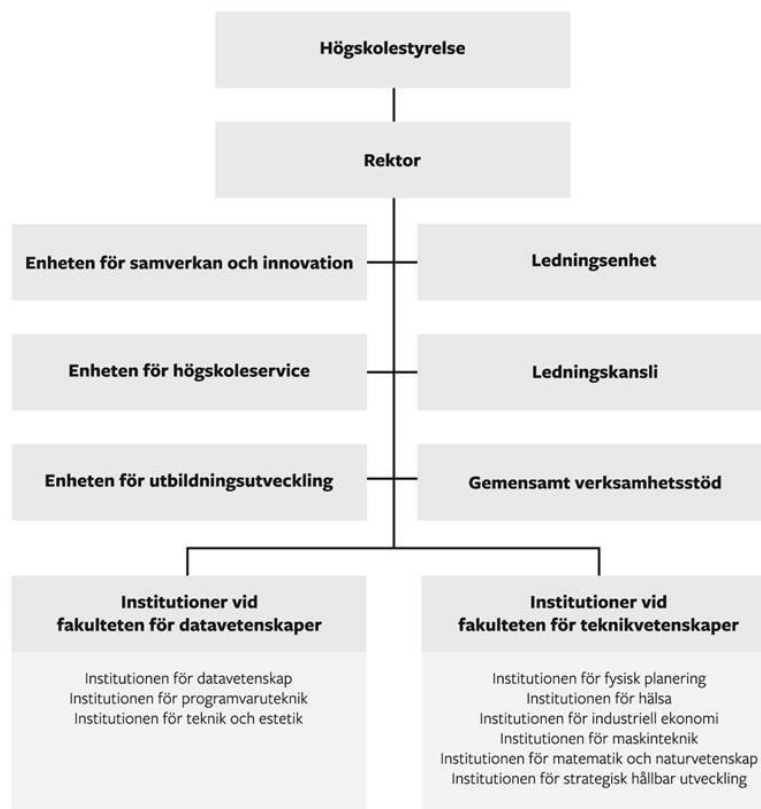 Högskolestyrelse
Rektor
Enheten för samverkan och innovation
Ledningsenhet
Enheten för högskoleservice
Ledningskansli
Enheten för utbildningsutveckling
Gemensamt verksamhetsstöd
Institutioner vid
fakulteten för datavetenskaper
Institutionen för datavetenskap
Institutionen för programvaruteknik
Institutionen för teknik och estetik
Institutioner vid
fakulteten för teknikvetenskaper
Institutionen för fysisk planering
Institutionen för hälsa
Institutionen för industriell ekonomi
Institutionen för maskinteknik
Institutionen för matematik och naturvetenskap
Institutionen för strategisk hållbar utveckling